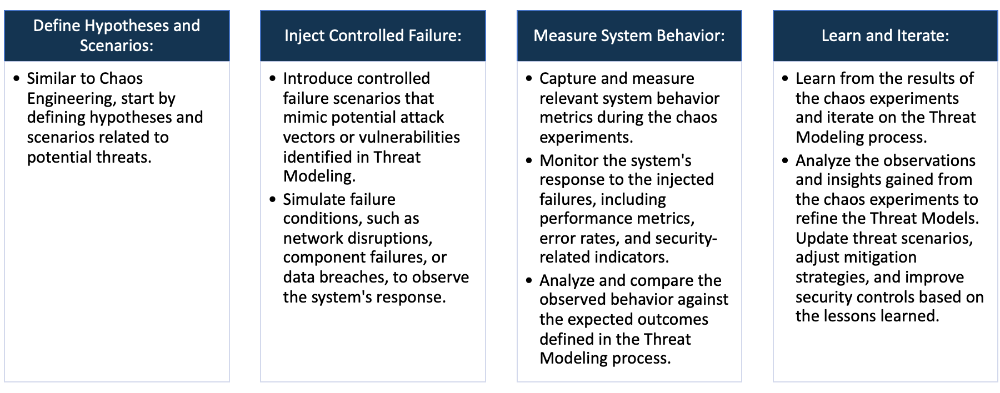 Define Hypotheses and
Scenarios:
• Similar to Chaos
Engineering, start by
defining hypotheses and
scenarios related to
potential threats.
Inject Controlled Failure:
• Introduce controlled
failure scenarios that
mimic potential attack
vectors or vulnerabilities
identified in Threat
Modeling.
• Simulate failure
conditions, such as
network disruptions,
component failures, or
data breaches, to observe
the system's response.
Measure System Behavior:
• Capture and measure
relevant system behavior
metrics during the chaos
experiments.
• Monitor the system's
response to the injected
failures, including
performance metrics,
error rates, and security-
related indicators.
• Analyze and compare the
observed behavior against
the expected outcomes
defined in the Threat
Modeling process.
Learn and Iterate:
• Learn from the results of
the chaos experiments
and iterate on the Threat
Modeling process.
• Analyze the observations
and insights gained from
the chaos experiments to
refine the Threat Models.
Update threat scenarios,
adjust mitigation
strategies, and improve
security controls based on
the lessons learned.